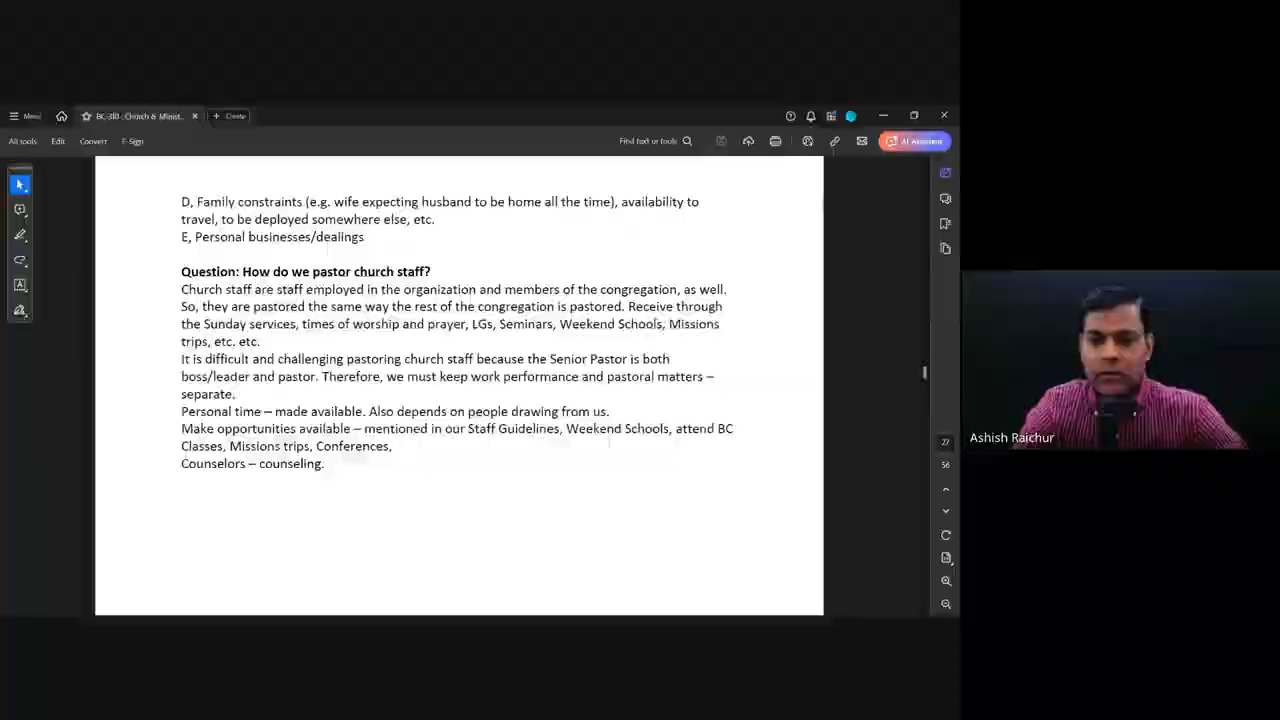 Menu
BC-310 - Church & Minist...
Create
All tools Edit Convert E-Sign
Find text or tools
AI Assistant
D, Family constraints (e.g. wife expecting husband to be home all the time), availability to
travel, to be deployed somewhere else, etc.
E, Personal businesses/dealings
Question: How do we pastor church staff?
Church staff are staff employed in the organization and members of the congregation, as well.
So, they are pastored the same way the rest of the congregation is pastored. Receive through
the Sunday services, times of worship and prayer, LGs, Seminars, Weekend Schools, Missions
trips, etc. etc.
It is difficult and challenging pastoring church staff because the Senior Pastor is both
boss/leader and pastor. Therefore, we must keep work performance and pastoral matters –
separate.
Personal time – made available. Also depends on people drawing from us.
Make opportunities available – mentioned in our Staff Guidelines, Weekend Schools, attend BC
Classes, Missions trips, Conferences,
Counselors – counseling.
27
56
Ashish Raichur